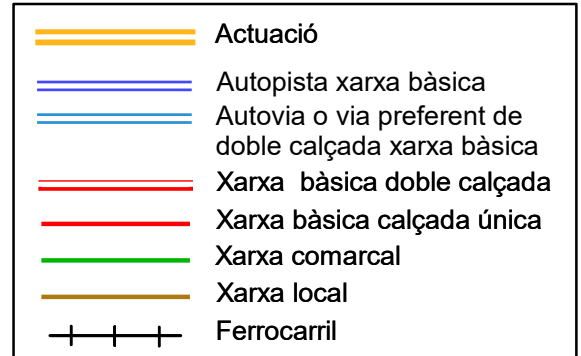 Actuació
Autopista xarxa bàsica
Autovia o via preferent de
doble calçada xarxa bàsica
Xarxa bàsica doble calçada
Xarxa bàsica calçada única
Xarxa comarcal
Xarxa local
Ferrocarril